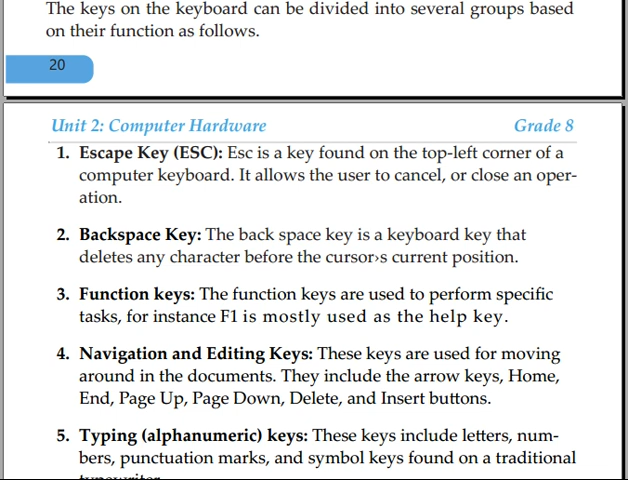 The keys on the keyboard can be divided into several groups based
on their function as follows.
20
Unit 2: Computer Hardware Grade 8
1. Escape Key (ESC): Esc is a key found on the top-left corner of a
computer keyboard. It allows the user to cancel, or close an oper-
ation.
2. Backspace Key: The back space key is a keyboard key that
deletes any character before the cursor›s current position.
3. Function keys: The function keys are used to perform specific
tasks, for instance F1 is mostly used as the help key.
4. Navigation and Editing Keys: These keys are used for moving
around in the documents. They include the arrow keys, Home,
End, Page Up, Page Down, Delete, and Insert buttons.
5. Typing (alphanumeric) keys: These keys include letters, num-
bers, punctuation marks, and symbol keys found on a traditional